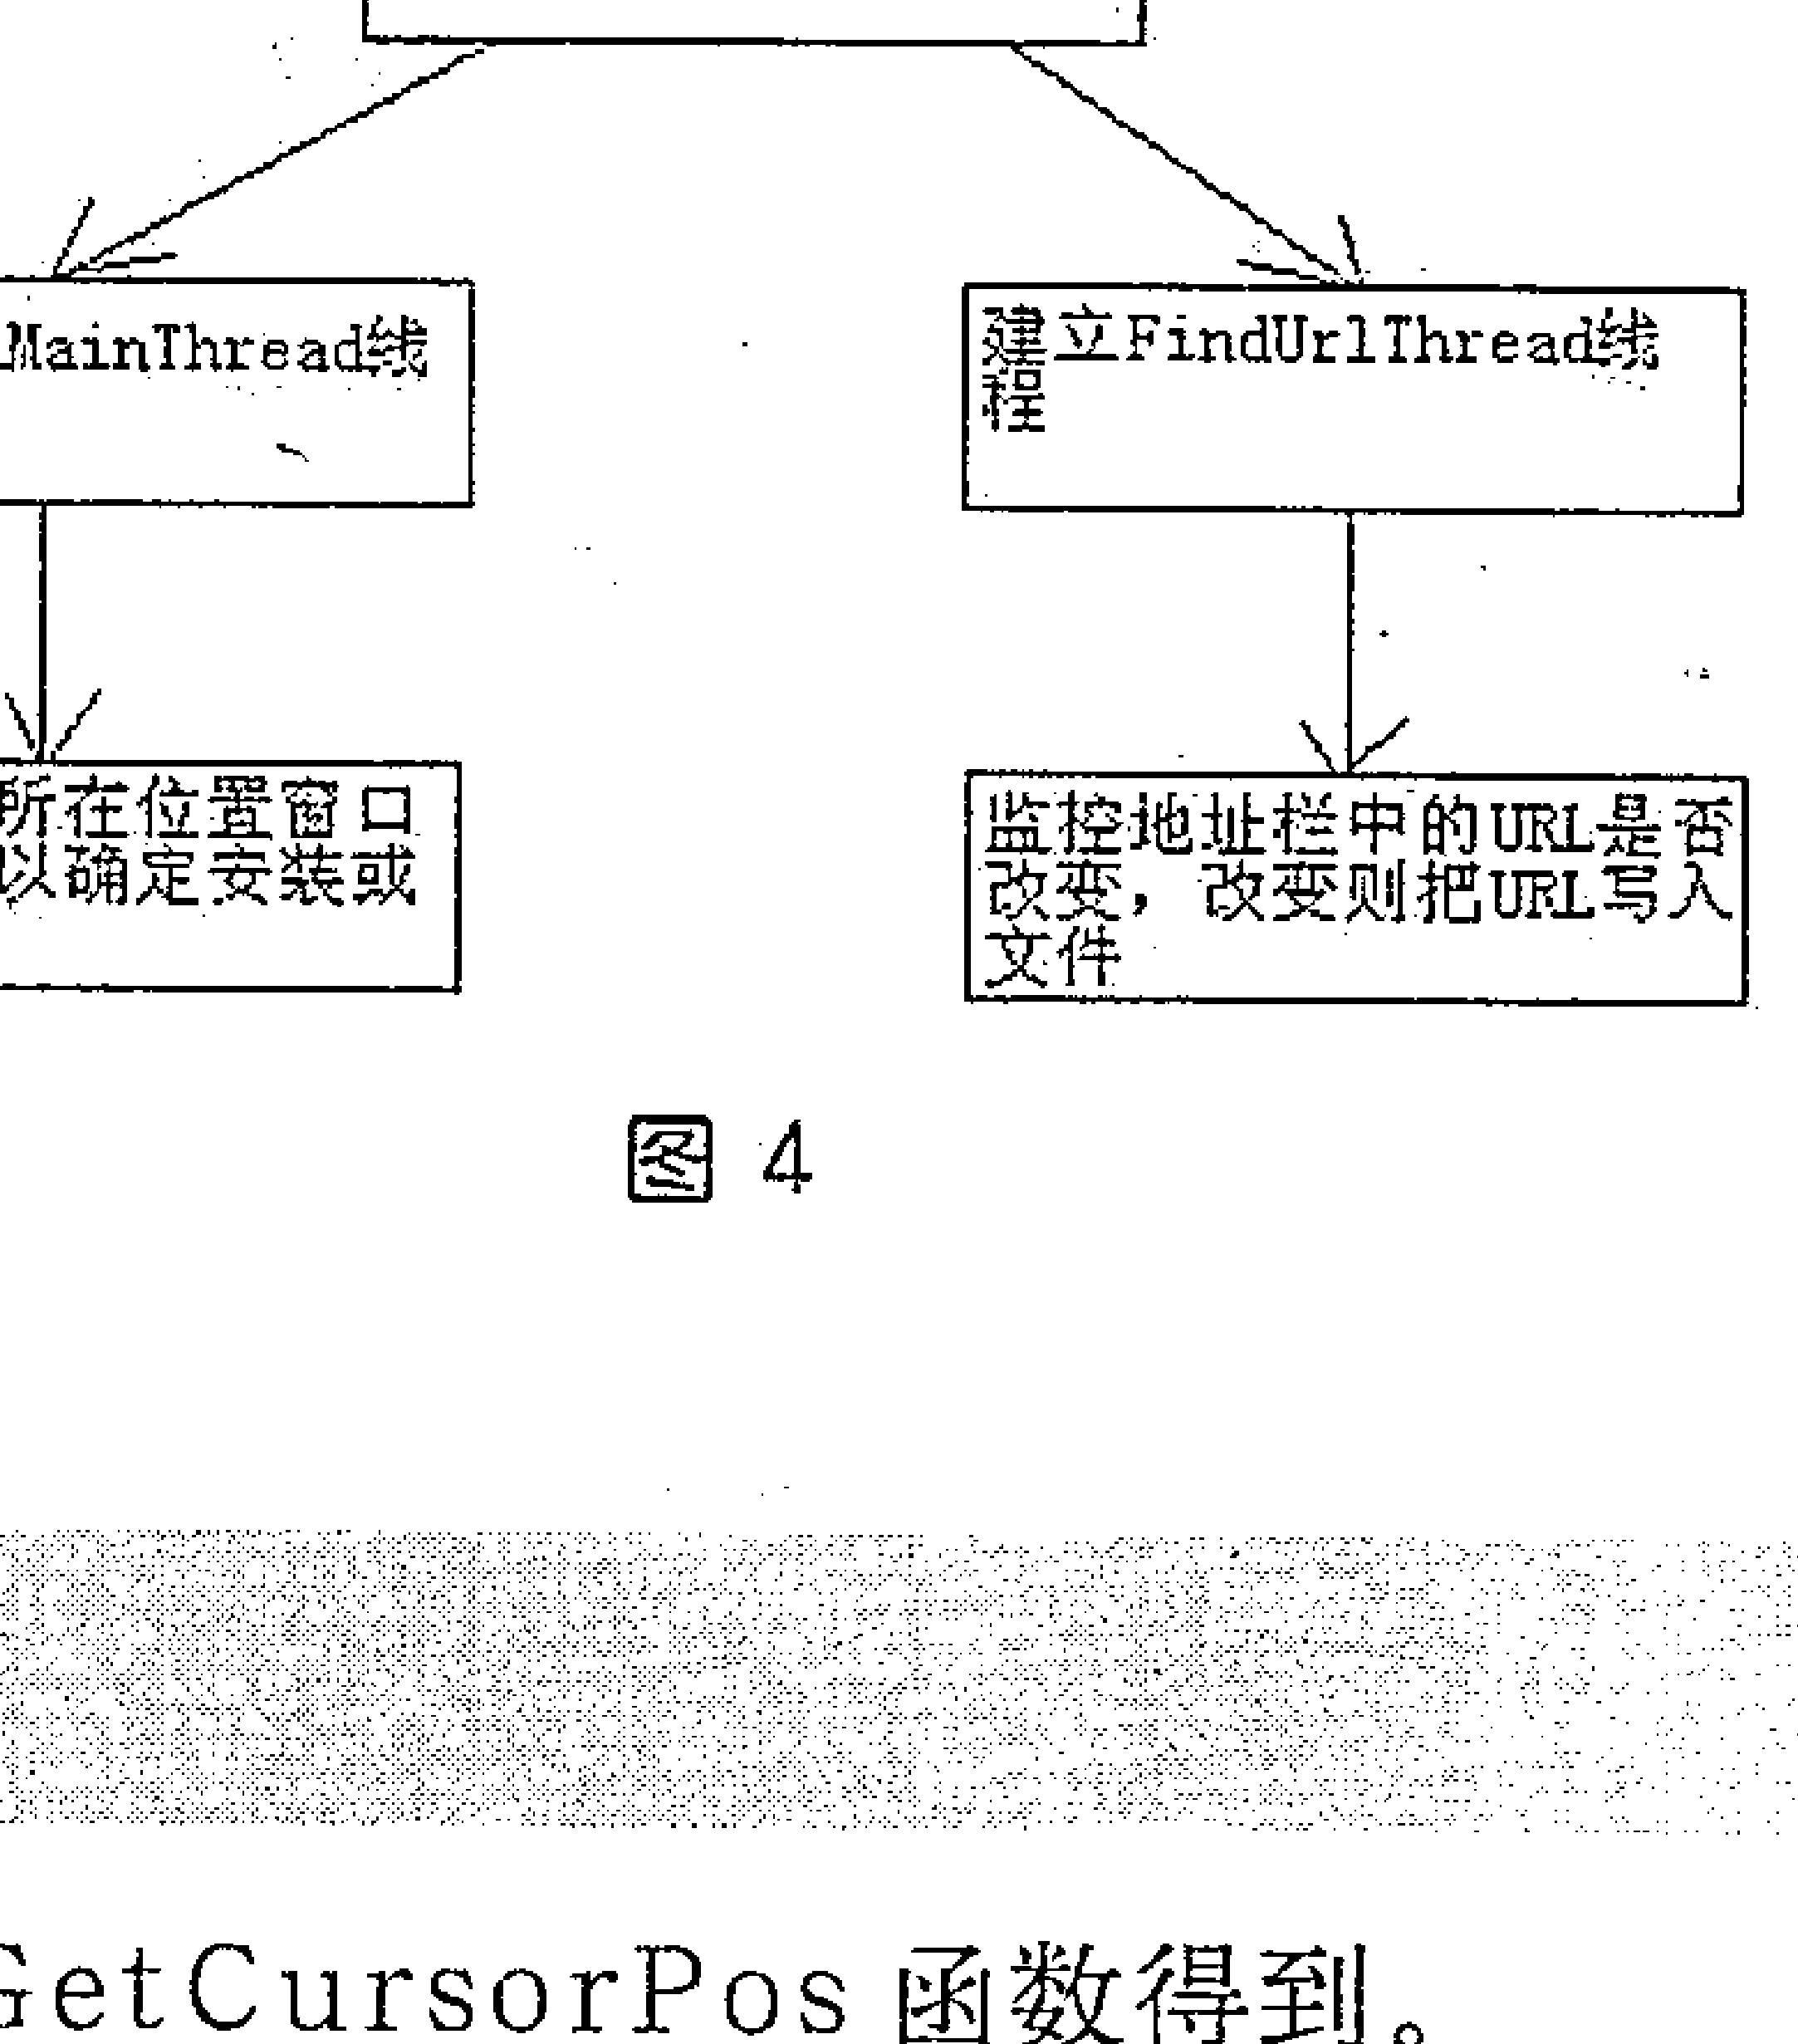 MainThread线
建立FindUrlThread线
程
所在位置窗口
以确定安装或
监控地址栏中的URL是否
改变，改变则把URL写入
文件
图 4
GetCursorPos 函数得到。